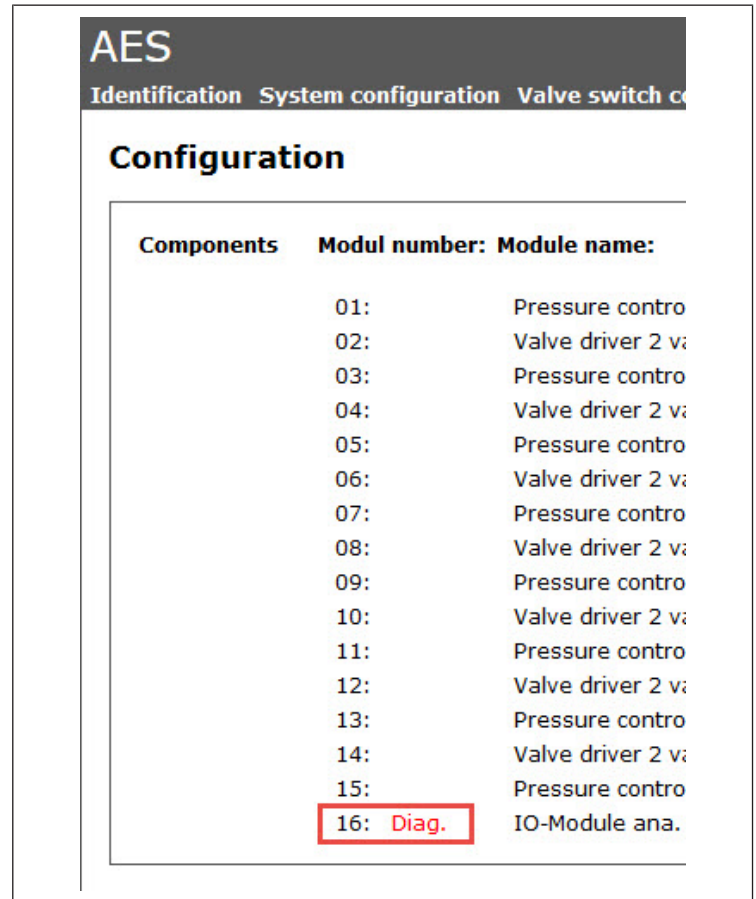 AES
Identification System configuration Valve switch
Configuration
Components Modul number: Module name:
01: Pressure contro
02: Valve driver 2
03: Pressure contro
04: Valve driver 2
05: Pressure contro
06: Valve driver 2
07: Pressure contro
08: Valve driver 2
09: Pressure contro
10: Valve driver 2
11: Pressure contro
12: Valve driver 2
13: Pressure contro
14: Valve driver 2
15: Pressure contro
16: Diag. IO-Module ana.